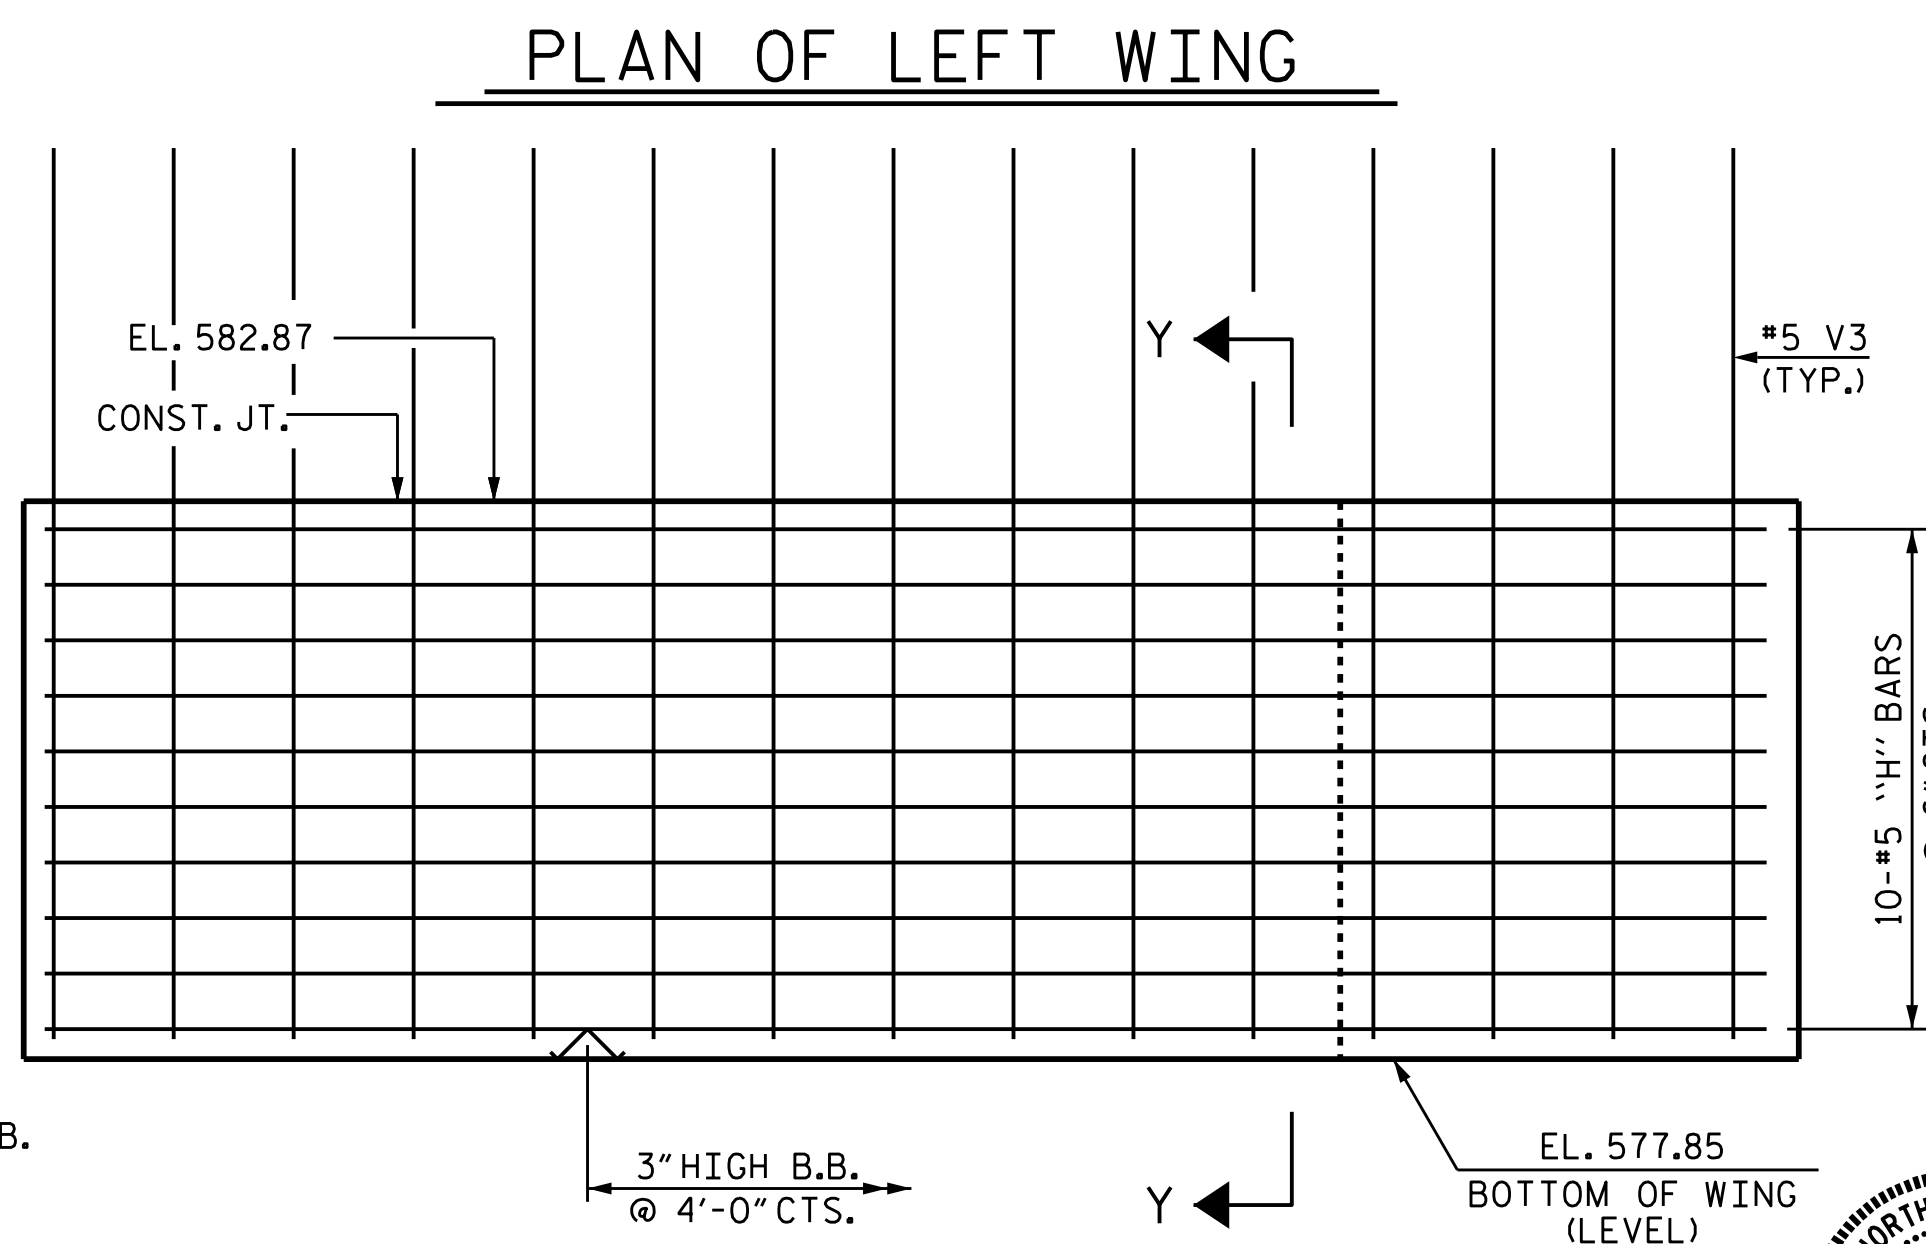 PLAN OF LEFT WING
EL. 582.87
CONST. JT.
Y
#5 V3
(TYP.)
10-#5 "H" BARS
B.
3" HIGH B.B.
@ 4'-0" CTS.
Y
EL. 577.85
BOTTOM OF WING
(LEVEL)